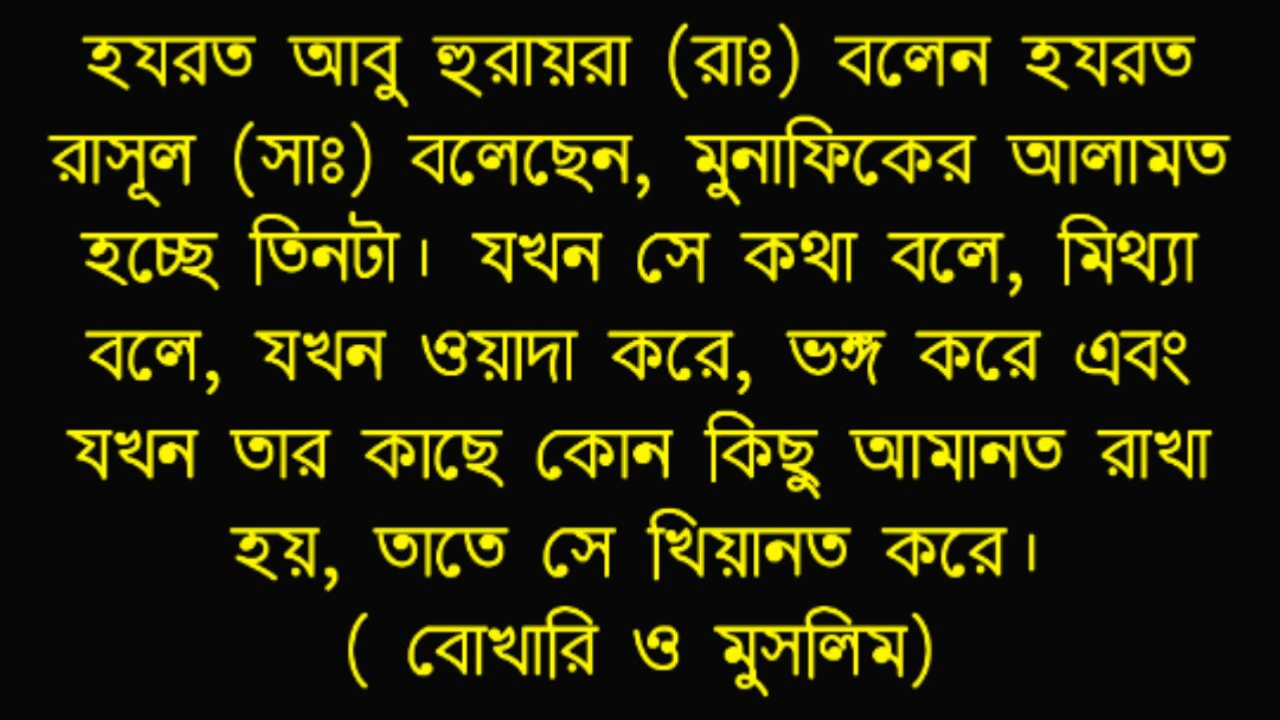 হযরত আবু হুরায়রা (রাঃ) বলেন হযরত
রাসূল (সাঃ) বলেছেন, মুনাফিকের আলামত
হচ্ছে তিনটা। যখন সে কথা বলে, মিথ্যা
বলে, যখন ওয়াদা করে, ভঙ্গ করে এবং
যখন তার কাছে কোন কিছু আমানত রাখা
হয়, তাতে সে খিয়ানত করে।
( বোখারি ও মুসলিম)